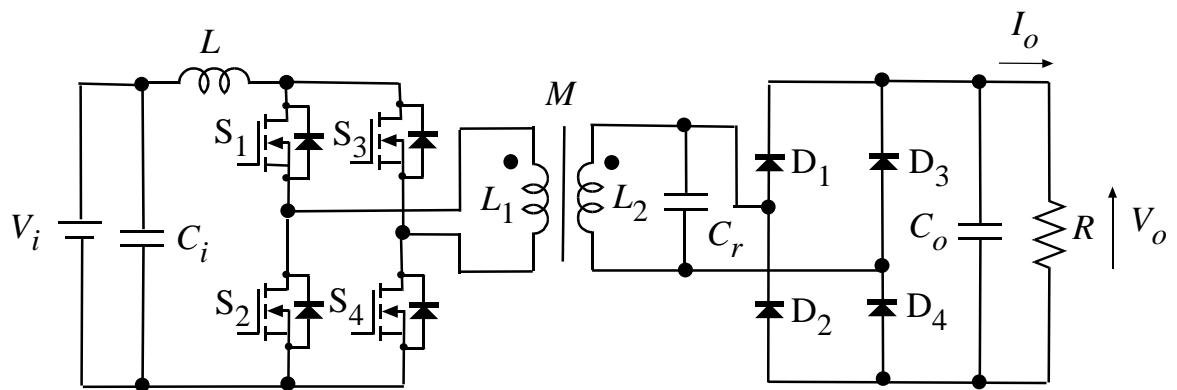 I_o
L
M
S_1
S_3
D_1
D_3
L_1
L_2
V_i
C_i
C_r
C_o
R
V_o
S_2
S_4
D_2
D_4